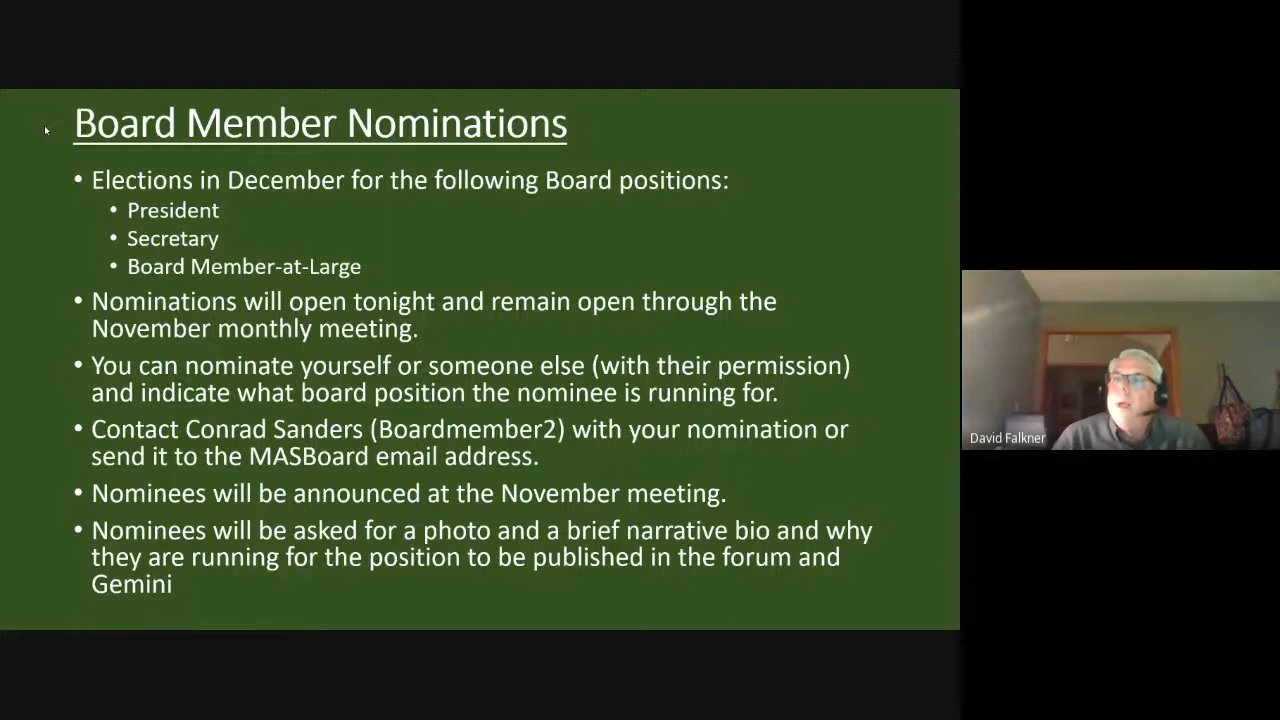 Board Member Nominations
• Elections in December for the following Board positions:
• President
• Secretary
• Board Member-at-Large
• Nominations will open tonight and remain open through the
November monthly meeting.
• You can nominate yourself or someone else (with their permission)
and indicate what board position the nominee is running for.
• Contact Conrad Sanders (Boardmember2) with your nomination or
send it to the MASBoard email address.
• Nominees will be announced at the November meeting.
• Nominees will be asked for a photo and a brief narrative bio and why
they are running for the position to be published in the forum and
Gemini
David Falkner